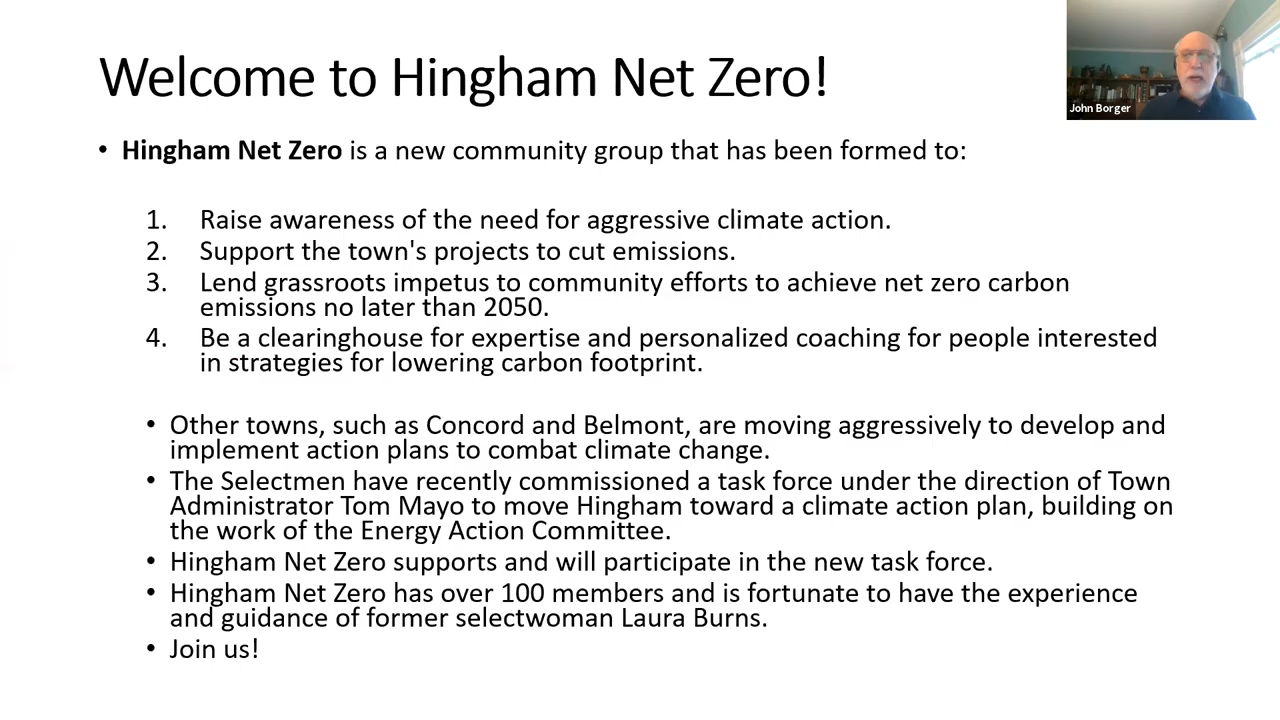 Welcome to Hingham Net Zero!
John Borger
• Hingham Net Zero is a new community group that has been formed to:
1. Raise awareness of the need for aggressive climate action.
2. Support the town's projects to cut emissions.
3. Lend grassroots impetus to community efforts to achieve net zero carbon
emissions no later than 2050.
4. Be a clearinghouse for expertise and personalized coaching for people interested
in strategies for lowering carbon footprint.
• Other towns, such as Concord and Belmont, are moving aggressively to develop and
implement action plans to combat climate change.
• The Selectmen have recently commissioned a task force under the direction of Town
Administrator Tom Mayo to move Hingham toward a climate action plan, building on
the work of the Energy Action Committee.
• Hingham Net Zero supports and will participate in the new task force.
• Hingham Net Zero has over 100 members and is fortunate to have the experience
and guidance of former selectwoman Laura Burns.
• Join us!